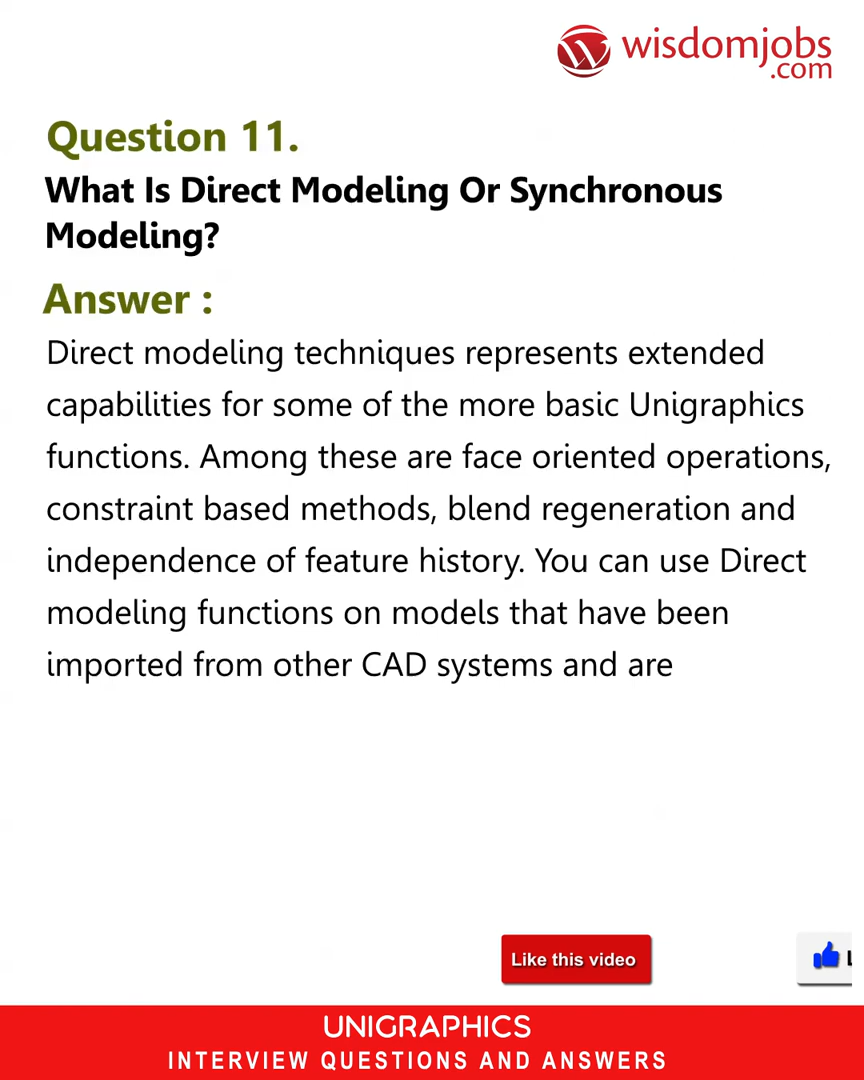 wisdomjobs
.com
Question 11.
What Is Direct Modeling Or Synchronous
Modeling?
Answer :
Direct modeling techniques represents extended
capabilities for some of the more basic Unigraphics
functions. Among these are face oriented operations,
constraint based methods, blend regeneration and
independence of feature history. You can use Direct
modeling functions on models that have been
imported from other CAD systems and are
Like this video
UNIGRAPHICS
INTERVIEW QUESTIONS AND ANSWERS